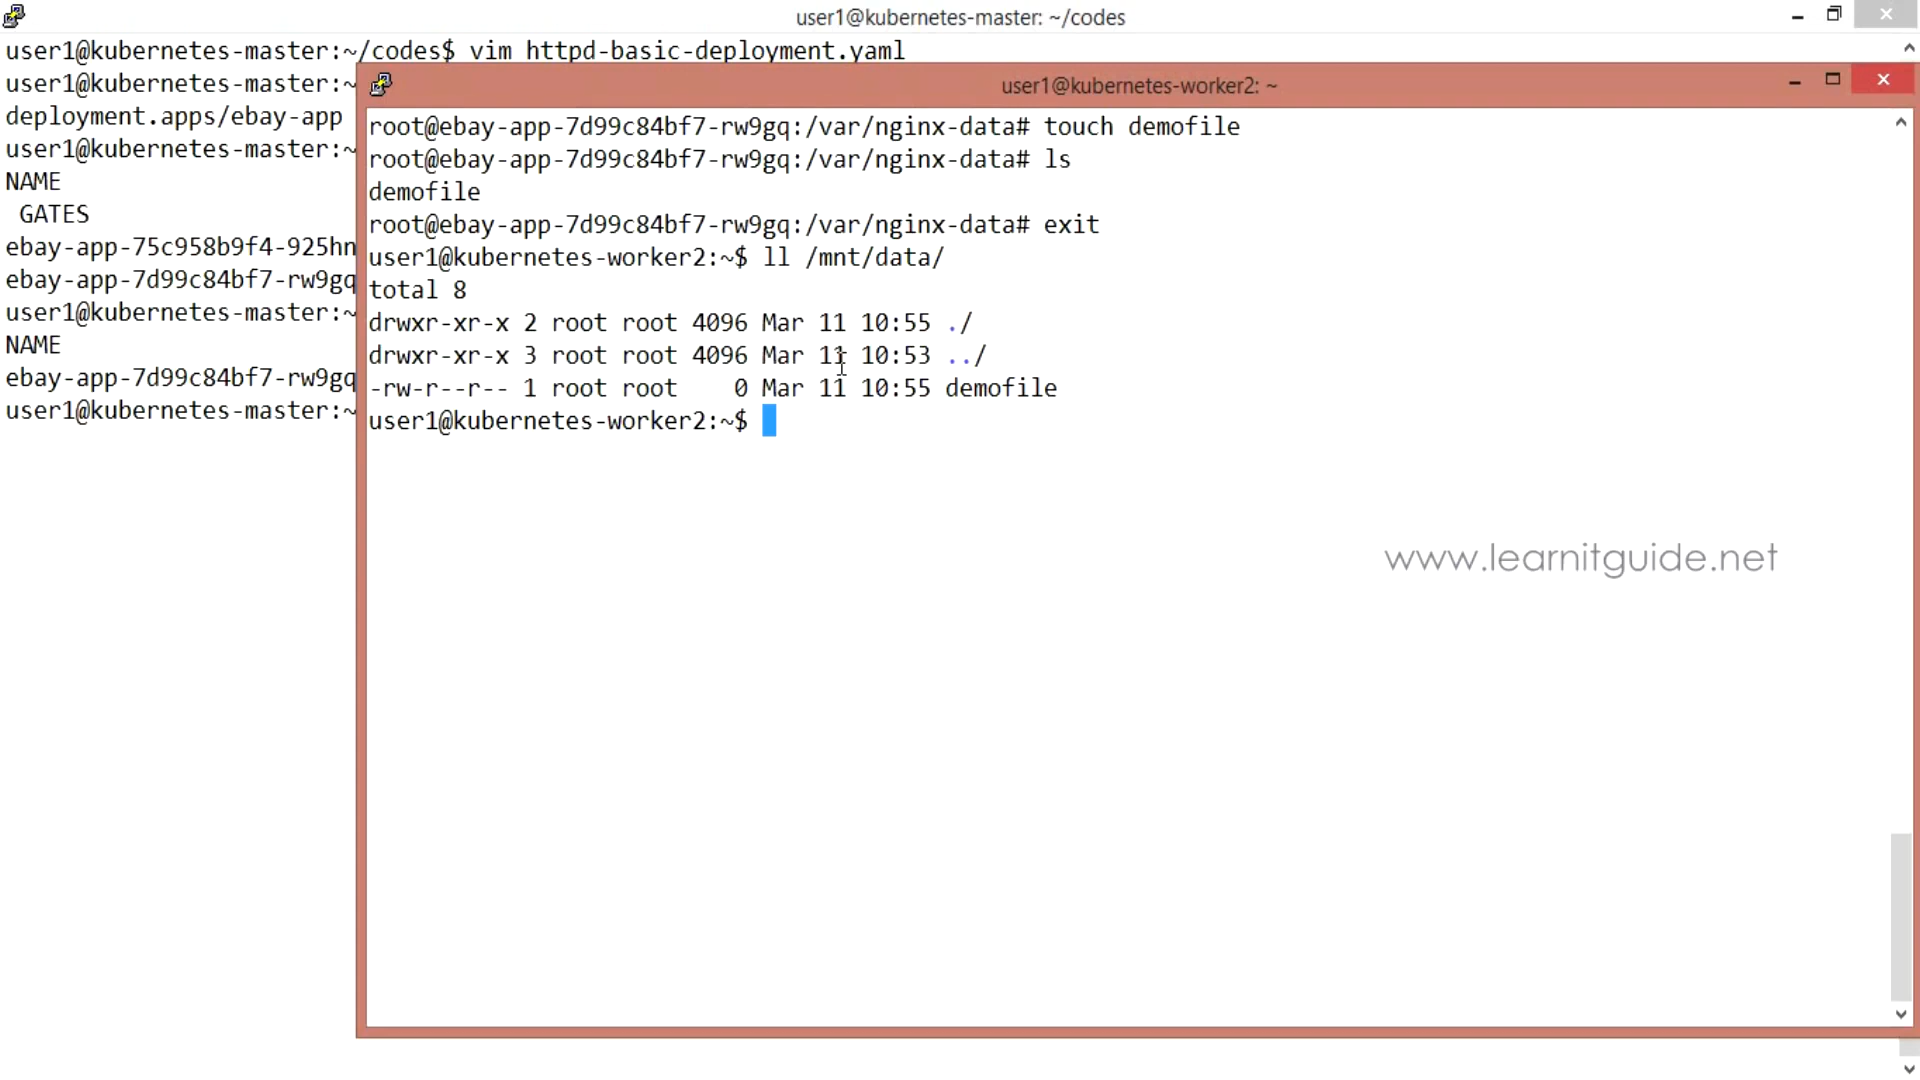 user1@kubernetes-master: ~/codes
user1@kubernetes-master:~/codes$ vim httpd-basic-deployment.yaml
user1@kubernetes-master:~
deployment.apps/ebay-app
user1@kubernetes-master:~
NAME
GATES
ebay-app-75c958b9f4-925hn
ebay-app-7d99c84bf7-rw9gq
user1@kubernetes-master:~
NAME
ebay-app-7d99c84bf7-rw9gq
user1@kubernetes-master:~
user1@kubernetes-worker2: ~
root@ebay-app-7d99c84bf7-rw9gq:/var/nginx-data# touch demofile
root@ebay-app-7d99c84bf7-rw9gq:/var/nginx-data# ls
demofile
root@ebay-app-7d99c84bf7-rw9gq:/var/nginx-data# exit
user1@kubernetes-worker2:~$ ll /mnt/data/
total 8
drwxr-xr-x 2 root root 4096 Mar 11 10:55 ./
drwxr-xr-x 3 root root 4096 Mar 11 10:53 ../
-rw-r--r-- 1 root root    0 Mar 11 10:55 demofile
user1@kubernetes-worker2:~$
www.learnitguide.net